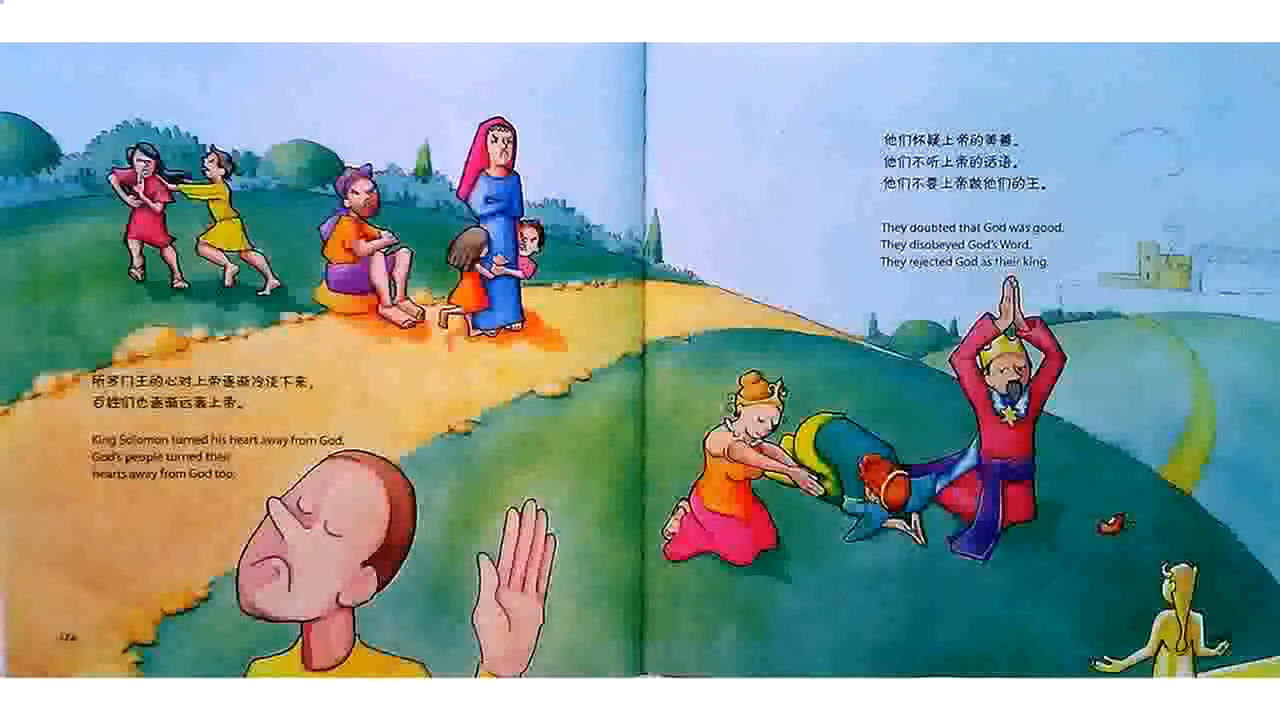 所罗门王的心对上帝逐渐冷淡下来，
百姓们也逐渐远离上帝。
King Solomon turned his heart away from God.
God's people turned their
hearts away from God too.
他们怀疑上帝的美善。
他们不听上帝的话语。
他们不要上帝做他们的王。
They doubted that God was good.
They disobeyed God's Word.
They rejected God as their king.